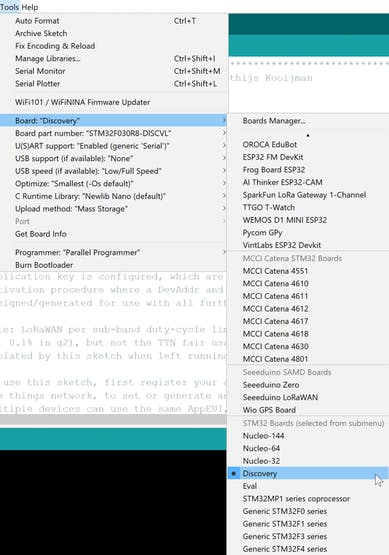 Tools Help
Auto Format Ctrl+T
Archive Sketch
Fix Encoding & Reload
Manage Libraries... Ctrl+Shift+I
Serial Monitor Ctrl+Shift+M
Serial Plotter Ctrl+Shift+L
WiFi101 / WiFiNINA Firmware Updater
Board: "Discovery"
Board part number: "STM32F030R8-DISCVL"
U(S)ART support: "Enabled (generic 'Serial')"
USB support (if available): "None"
USB speed (if available): "Low/Full Speed"
Optimize: "Smallest (-Os default)"
C Runtime Library: "Newlib Nano (default)"
Upload method: "Mass Storage"
Port
Get Board Info
Programmer: "Parallel Programmer"
Burn Bootloader
thijs Kooijman
plication key is configured, which are
tivation procedure where a DevAddr and
signed/generated for use with all furth
te: LoRaWAN per sub-band duty-cycle lim
0.1% in g2), but not the TTN fair usa
olated by this sketch when left running
use this sketch, first register your a
e things network, to set or generate an
ltiple devices can use the same AppEUI,
Boards Manager...
OROCA EduBot
ESP32 FM DevKit
Frog Board ESP32
AI Thinker ESP32-CAM
SparkFun LoRa Gateway 1-Channel
TTGO T-Watch
WEMOS D1 MINI ESP32
Pycom GPy
VintLabs ESP32 Devkit
MCCI Catena STM32 Boards
MCCI Catena 4551
MCCI Catena 4610
MCCI Catena 4611
MCCI Catena 4612
MCCI Catena 4617
MCCI Catena 4618
MCCI Catena 4630
MCCI Catena 4801
Seeeduino SAMD Boards
Seeeduino Zero
Seeeduino LoRaWAN
Wio GPS Board
STM32 Boards (selected from submenu)
Nucleo-144
Nucleo-64
Nucleo-32
Discovery
Eval
STM32MP1 series coprocessor
Generic STM32F0 series
Generic STM32F1 series
Generic STM32F3 series
Generic STM32F4 series